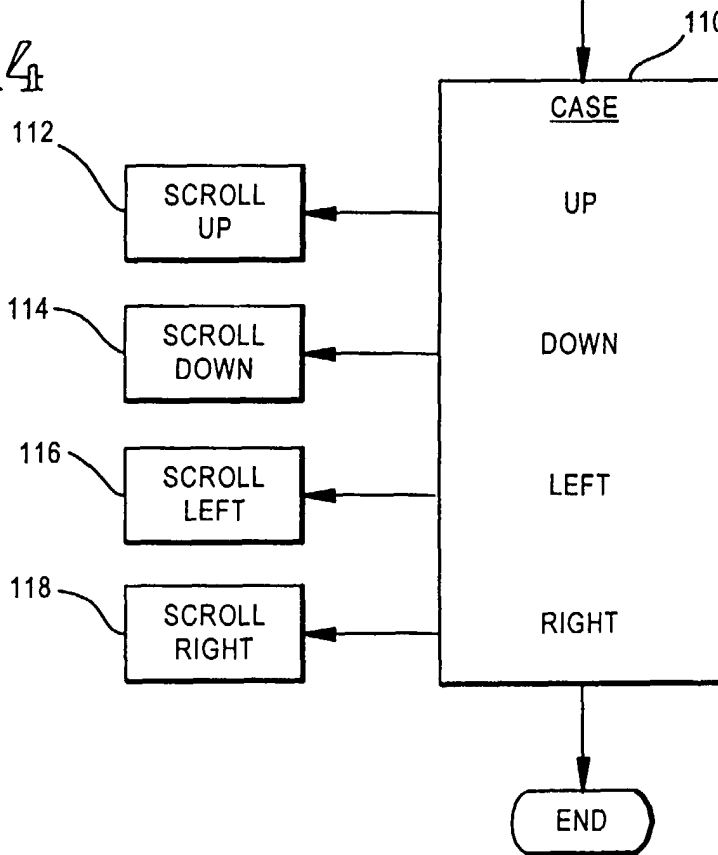 .4
110
CASE
112
SCROLL
UP
UP
114
SCROLL
DOWN
DOWN
116
SCROLL
LEFT
LEFT
118
SCROLL
RIGHT
RIGHT
END